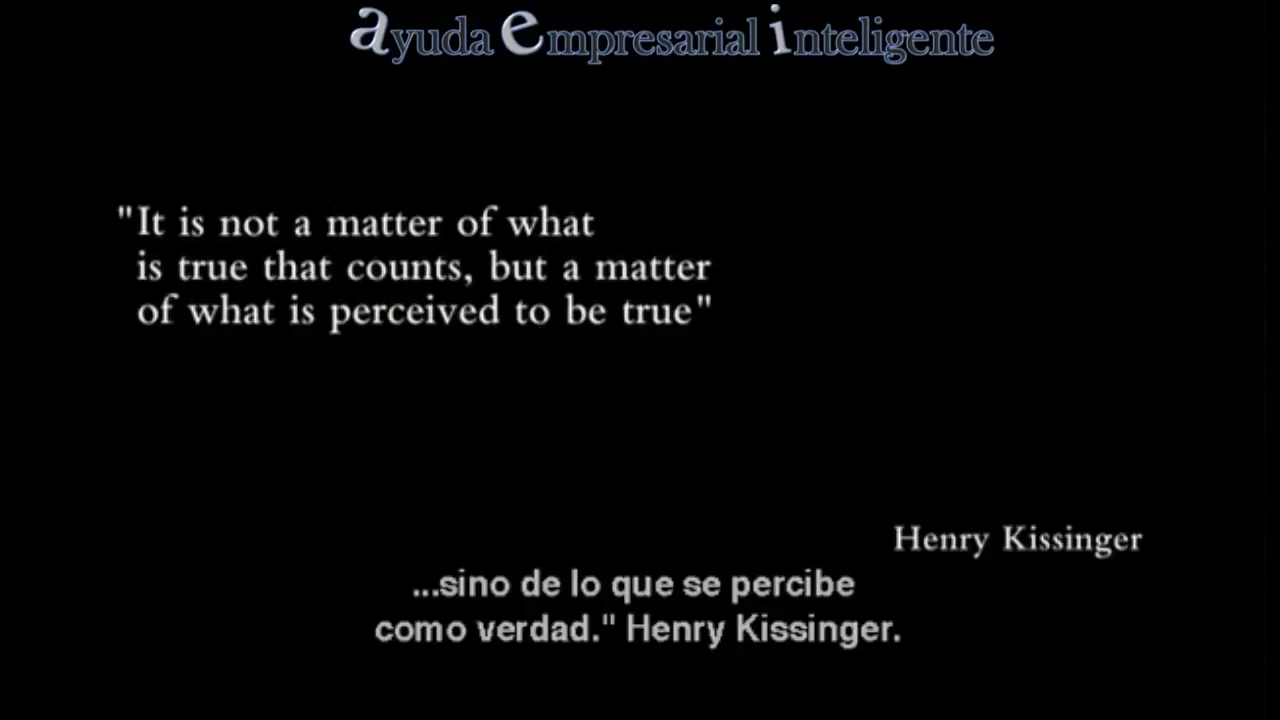 ayuda empresarial inteligente
"It is not a matter of what
is true that counts, but a matter
of what is perceived to be true"
Henry Kissinger
...sino de lo que se percibe
como verdad." Henry Kissinger.